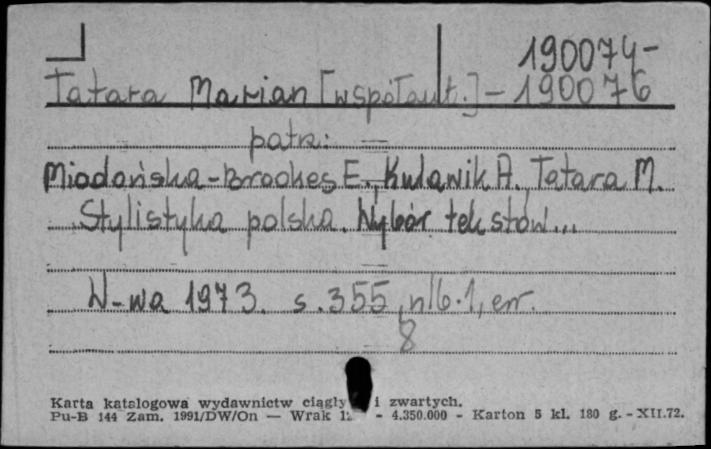 190074-
Tatara Marian [współaut.] - 190076
patrz:
Miodońska-Brookes E., Kulawik A., Tatara M.
Stylistyka polska. Wybór tekstów...
W-wa 1973. s. 355, nlb. 1, err.
8
Karta katalogowa wydawnictw ciągły i zwartych.
Pu-B 144 Zam. 1991/DW/On — Wrak - 4.350.000 - Karton 5 kl. 180 g. - XII.72.